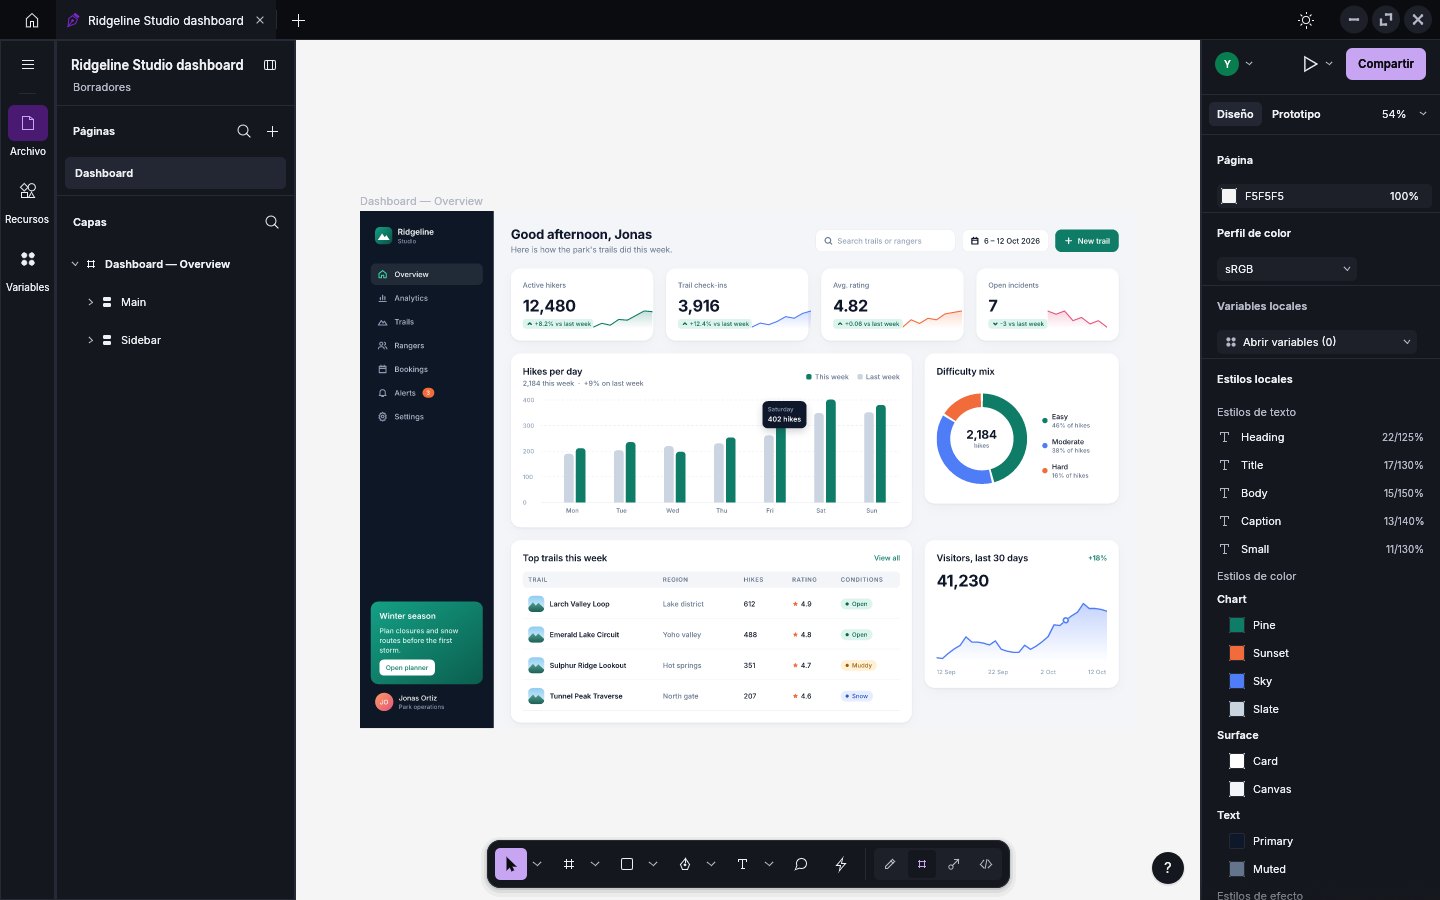 Ridgeline Studio dashboard
Ridgeline Studio dashboard
Borradores
Archivo
Recursos
Variables
Páginas
Dashboard
Capas
Dashboard — Overview
Main
Sidebar
Dashboard — Overview
Ridgeline
Studio
Overview
Analytics
Trails
Rangers
Bookings
Alerts 3
Settings
Winter season
Plan closures and snow
routes before the first
storm.
Open planner
JO
Jonas Ortiz
Park operations
Good afternoon, Jonas
Here is how the park's trails did this week.
Search trails or rangers
6 – 12 Oct 2026
New trail
Active hikers
12,480
+8.2% vs last week
Trail check-ins
3,916
+12.4% vs last week
Avg. rating
4.82
+0.08 vs last week
Open incidents
7
-3 vs last week
Hikes per day
2,184 this week · +9% on last week
This week
Last week
400
300
200
100
0
Saturday
402 hikes
Mon
Tue
Wed
Thu
Fri
Sat
Sun
Difficulty mix
2,184
hikes
Easy
46% of hikes
Moderate
38% of hikes
Hard
16% of hikes
Top trails this week
View all
TRAIL REGION HIKES RATING CONDITIONS
Larch Valley Loop Lake district 612 4.9 Open
Emerald Lake Circuit Yoho valley 488 4.8 Open
Sulphur Ridge Lookout Hot springs 351 4.7 Muddy
Tunnel Peak Traverse North gate 207 4.6 Snow
Visitors, last 30 days
+18%
41,230
12 Sep
22 Sep
2 Oct
12 Oct
Y
Compartir
Diseño
Prototipo
54%
Página
F5F5F5
100%
Perfil de color
sRGB
Variables locales
Abrir variables (0)
Estilos locales
Estilos de texto
Heading 22/125%
Title 17/130%
Body 15/150%
Caption 13/140%
Small 11/130%
Estilos de color
Chart
Pine
Sunset
Sky
Slate
Surface
Card
Canvas
Text
Primary
Muted
Estilos de efecto
?